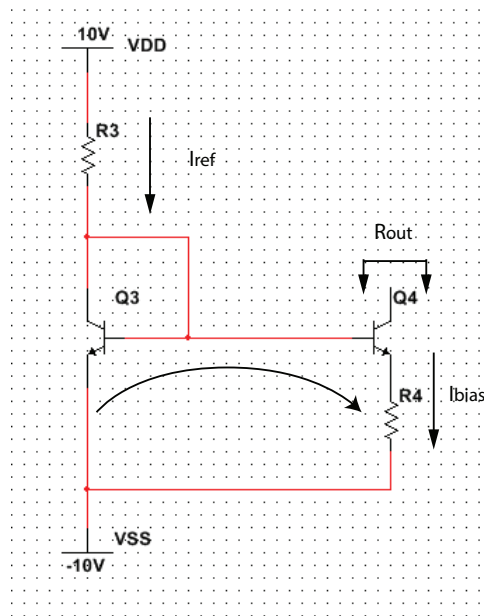 10V
VDD
R3
Iref
Rout
Q3
Q4
R4
Ibias
VSS
-10V